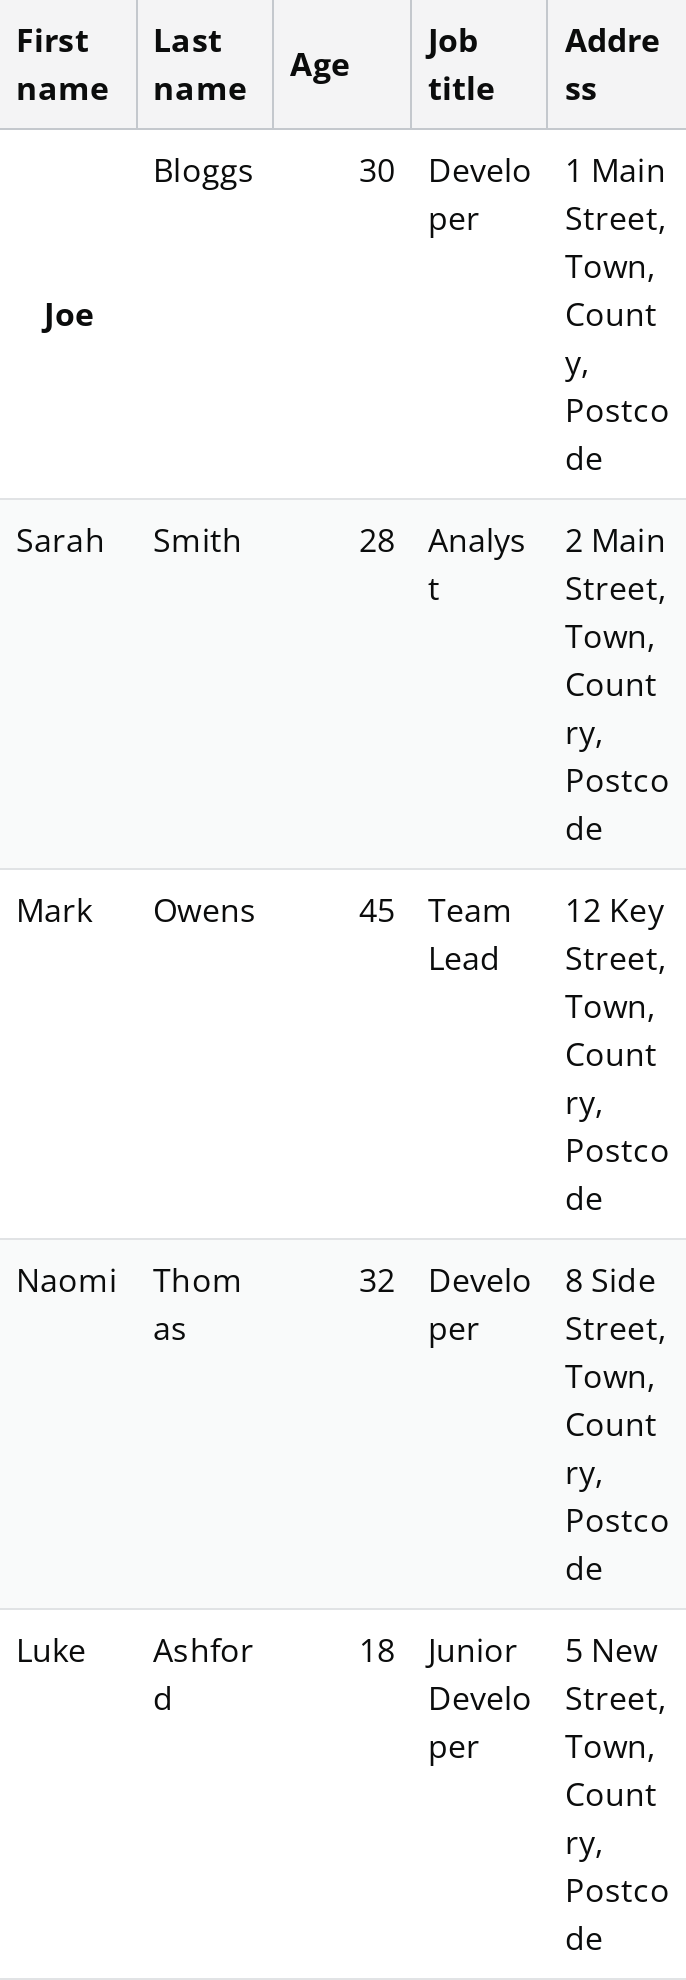 First name	Last name	Age	Job title	Address
Joe	Bloggs	30	Developer	1 Main Street, Town, County, Postcode
Sarah	Smith	28	Analyst	2 Main Street, Town, Country, Postcode
Mark	Owens	45	Team Lead	12 Key Street, Town, Country, Postcode
Naomi	Thomas	32	Developer	8 Side Street, Town, Country, Postcode
Luke	Ashford	18	Junior Developer	5 New Street, Town, Country, Postcode